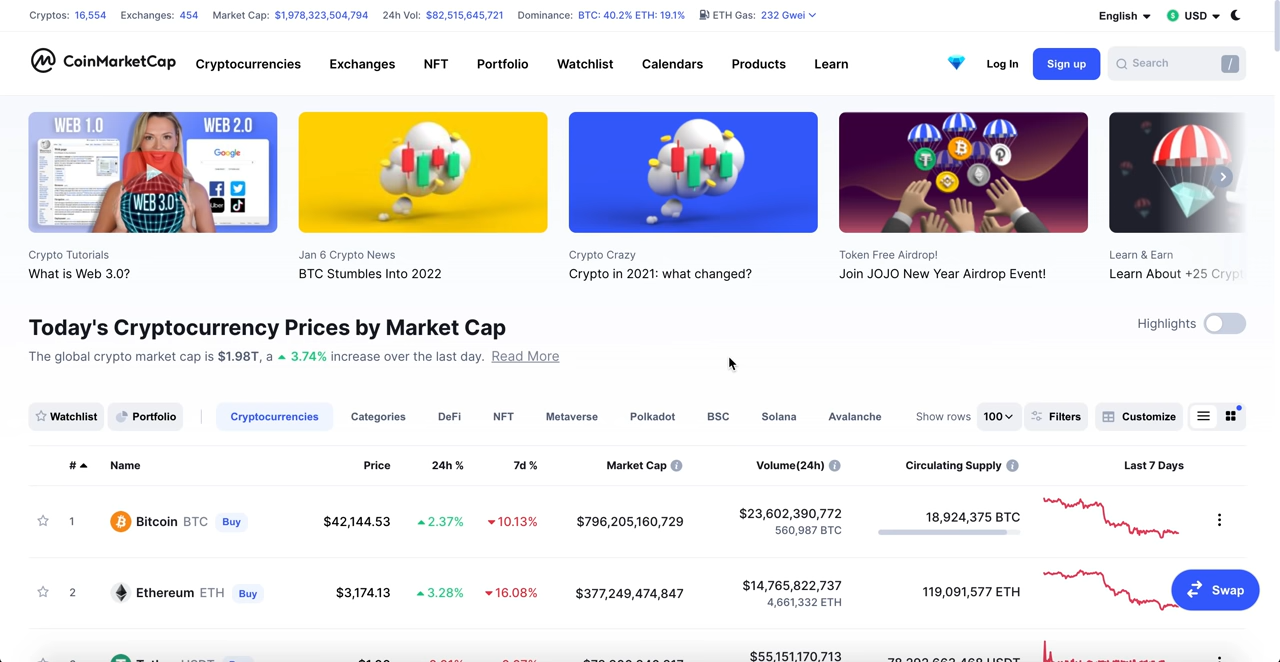 Cryptos: 16,554 Exchanges: 454 Market Cap: $1,978,323,504,794 24h Vol: $82,515,645,721 Dominance: BTC: 40.2% ETH: 19.1% ETH Gas: 232 Gwei English USD
CoinMarketCap Cryptocurrencies Exchanges NFT Portfolio Watchlist Calendars Products Learn Log In Sign up Search /
WEB 1.0 WEB 2.0
Google
WEB 3.0
Crypto Tutorials Jan 6 Crypto News Crypto Crazy Token Free Airdrop! Learn & Earn
What is Web 3.0? BTC Stumbles Into 2022 Crypto in 2021: what changed? Join JOJO New Year Airdrop Event! Learn About +25 Crypt
Today's Cryptocurrency Prices by Market Cap Highlights
The global crypto market cap is $1.98T, a 3.74% increase over the last day. Read More
Watchlist Portfolio Cryptocurrencies Categories DeFi NFT Metaverse Polkadot BSC Solana Avalanche Show rows 100 Filters Customize
# Name Price 24h % 7d % Market Cap Volume(24h) Circulating Supply Last 7 Days
1 Bitcoin BTC Buy $42,144.53 2.37% 10.13% $796,205,160,729 $23,602,390,772 18,924,375 BTC
560,987 BTC
2 Ethereum ETH Buy $3,174.13 3.28% 16.08% $377,249,474,847 $14,765,822,737 119,091,577 ETH
4,661,332 ETH
Swap
$55,151,170,713